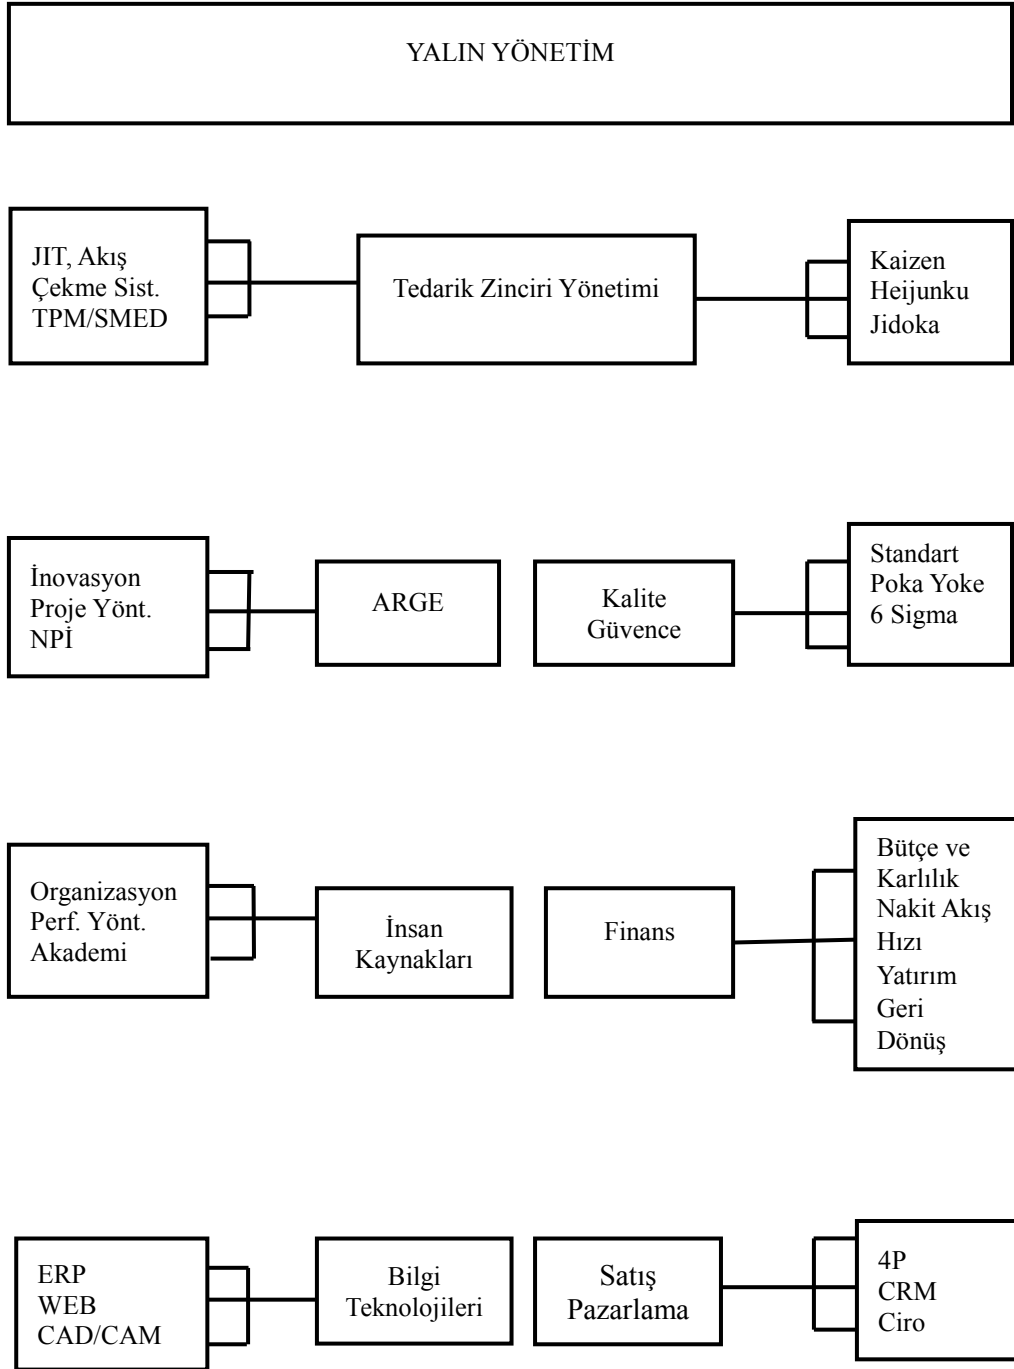 YALIN YÖNETİM
JIT, Akış
Çekme Sist.
TPM/SMED
Tedarik Zinciri Yönetimi
Kaizen
Heijunku
Jidoka
İnovasyon
Proje Yönt.
NPİ
ARGE
Kalite
Güvence
Standart
Poka Yoke
6 Sigma
Organizasyon
Perf. Yönt.
Akademi
İnsan
Kaynakları
Finans
Bütçe ve
Karlılık
Nakit Akış
Hızı
Yatırım
Geri
Dönüş
ERP
WEB
CAD/CAM
Bilgi
Teknolojileri
Satış
Pazarlama
4P
CRM
Ciro